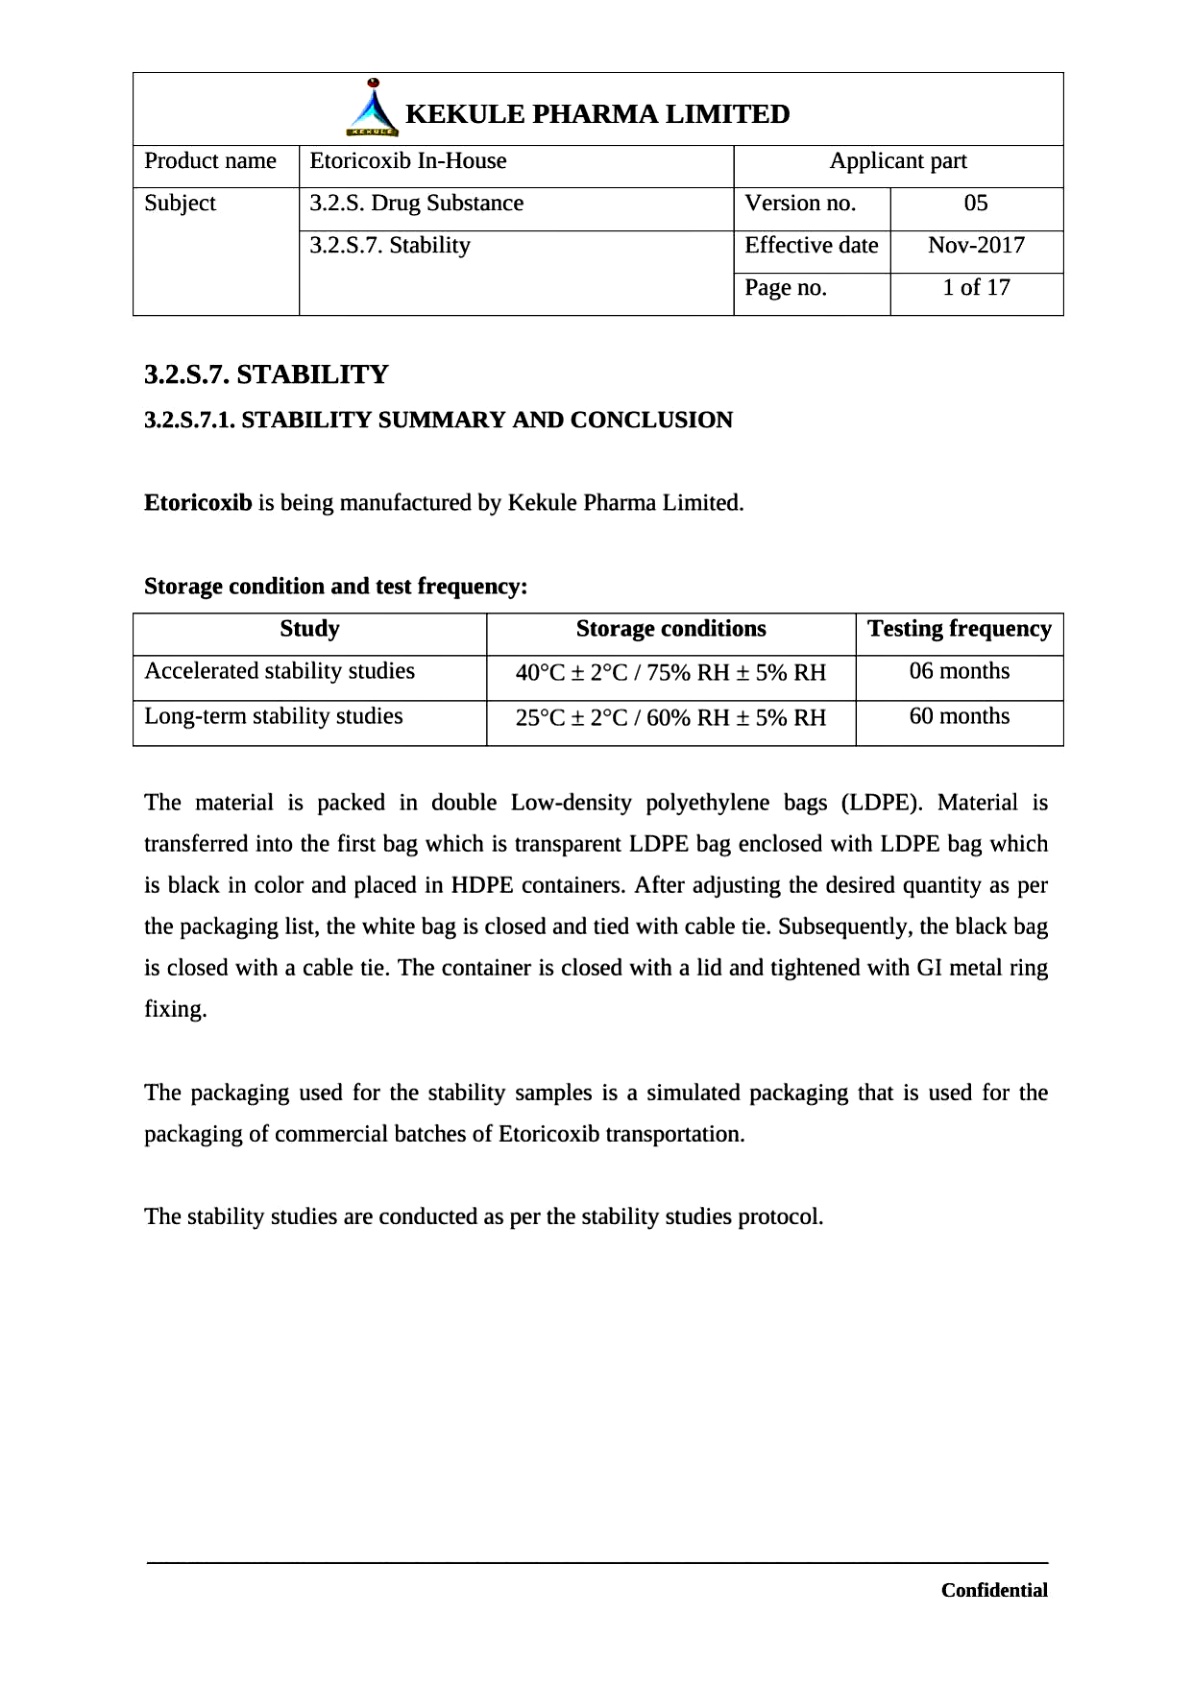 KEKULE
KEKULE PHARMA LIMITED
Product name Etoricoxib In-House Applicant part
Subject 3.2.S. Drug Substance Version no. 05
3.2.S.7. Stability Effective date Nov-2017
Page no. 1 of 17
3.2.S.7. STABILITY
3.2.S.7.1. STABILITY SUMMARY AND CONCLUSION
Etoricoxib is being manufactured by Kekule Pharma Limited.
Storage condition and test frequency:
Study Storage conditions Testing frequency
Accelerated stability studies 40°C ± 2°C / 75% RH ± 5% RH 06 months
Long-term stability studies 25°C ± 2°C / 60% RH ± 5% RH 60 months
The material is packed in double Low-density polyethylene bags (LDPE). Material is
transferred into the first bag which is transparent LDPE bag enclosed with LDPE bag which
is black in color and placed in HDPE containers. After adjusting the desired quantity as per
the packaging list, the white bag is closed and tied with cable tie. Subsequently, the black bag
is closed with a cable tie. The container is closed with a lid and tightened with GI metal ring
fixing.
The packaging used for the stability samples is a simulated packaging that is used for the
packaging of commercial batches of Etoricoxib transportation.
The stability studies are conducted as per the stability studies protocol.
Confidential